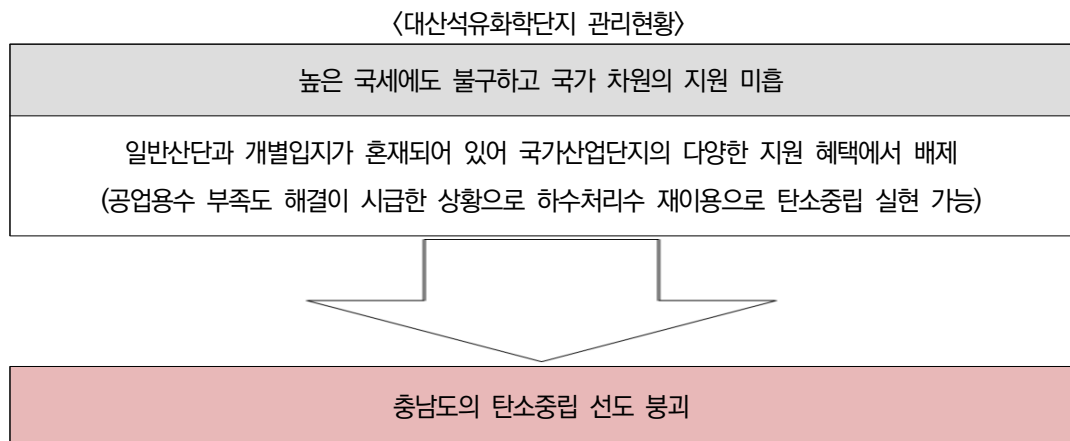 〈대산석유화학단지 관리현황〉
높은 국세에도 불구하고 국가 차원의 지원 미흡
일반산단과 개별입지가 혼재되어 있어 국가산업단지의 다양한 지원 혜택에서 배제
(공업용수 부족도 해결이 시급한 상황으로 하수처리수 재이용으로 탄소중립 실현 가능)
충남도의 탄소중립 선도 붕괴